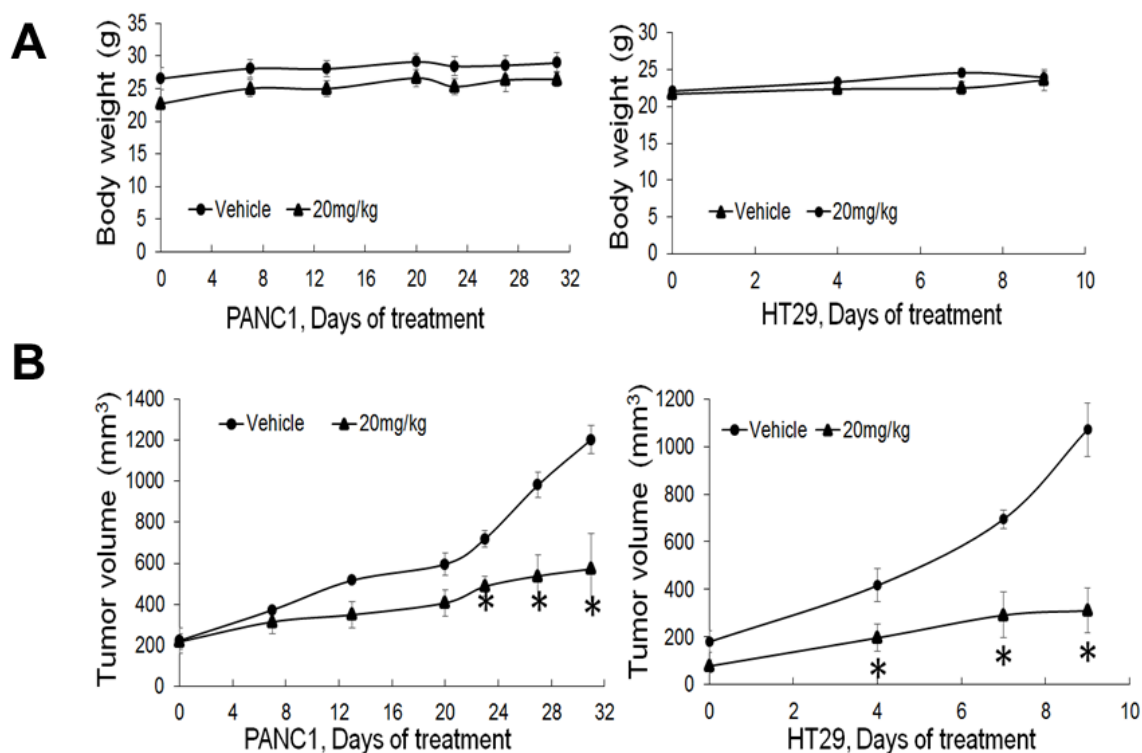 A
Body weight (g)
35
30
25
20
15
10
5
0
Vehicle 20mg/kg
0 4 8 12 16 20 24 28 32
PANC1, Days of treatment
Body weight (g)
30
25
20
15
10
5
0
Vehicle 20mg/kg
0 2 4 6 8 10
HT29, Days of treatment
B
Tumor volume (mm³)
1400
1200
1000
800
600
400
200
0
Vehicle 20mg/kg
* * *
0 4 8 12 16 20 24 28 32
PANC1, Days of treatment
Tumor volume (mm³)
1200
1000
800
600
400
200
0
Vehicle 20mg/kg
* * *
0 2 4 6 8 10
HT29, Days of treatment